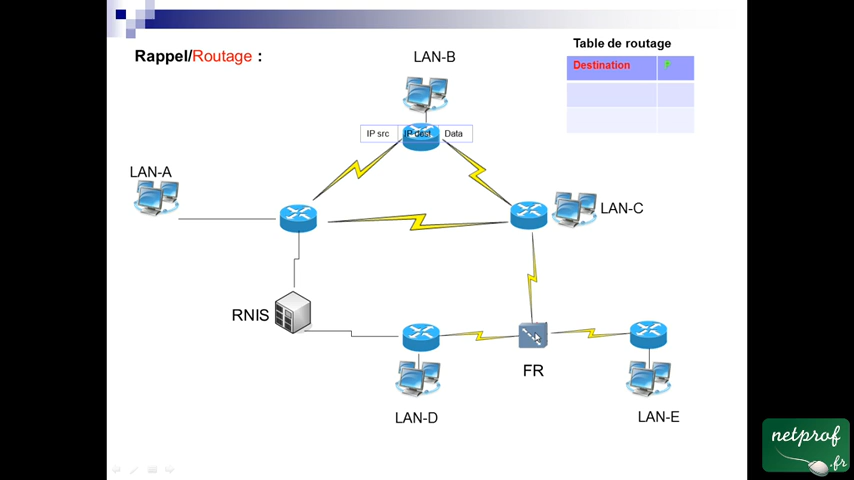 Rappel/Routage :
Table de routage
Destination
LAN-B
IP src IP dest Data
LAN-A
LAN-C
RNIS
FR
LAN-D
LAN-E
netprof
.fr